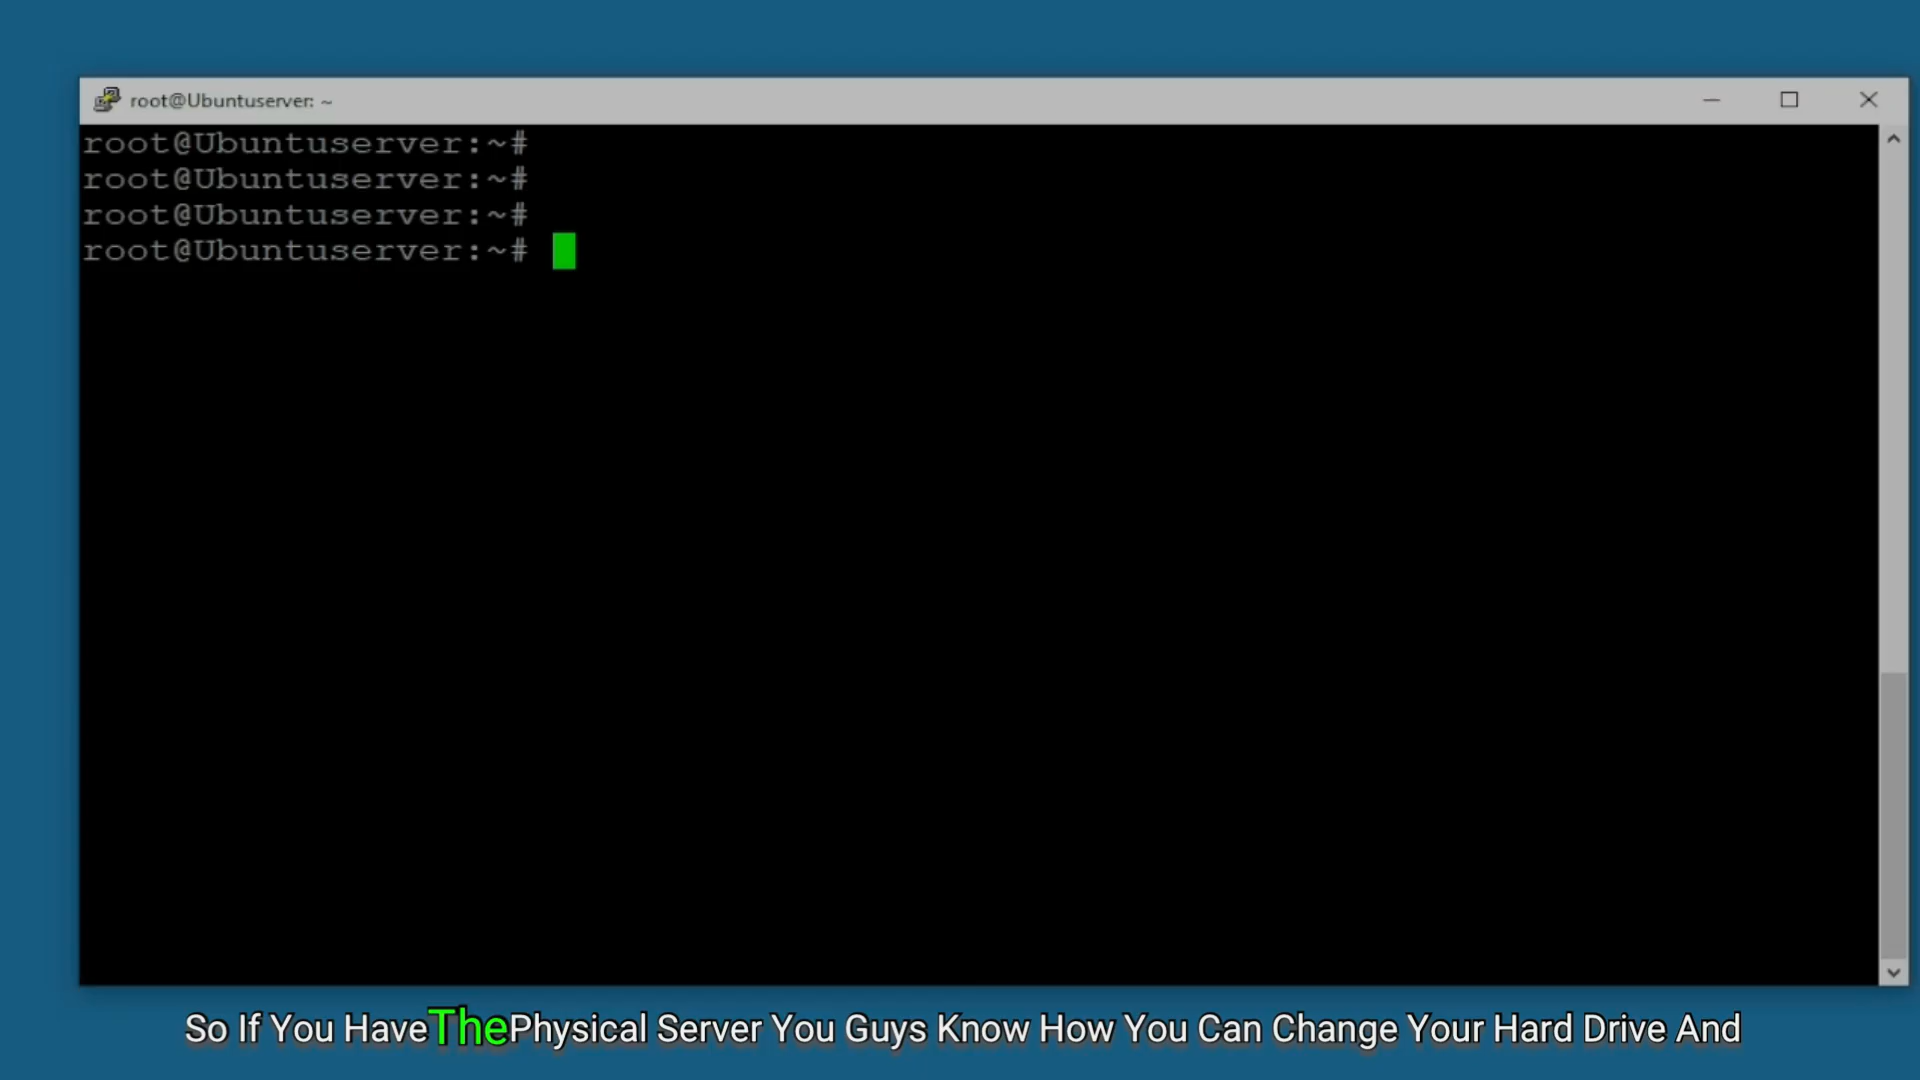 root@Ubuntuserver: ~
root@Ubuntuserver:~#
root@Ubuntuserver:~#
root@Ubuntuserver:~#
root@Ubuntuserver:~#
So If You Have The Physical Server You Guys Know How You Can Change Your Hard Drive And